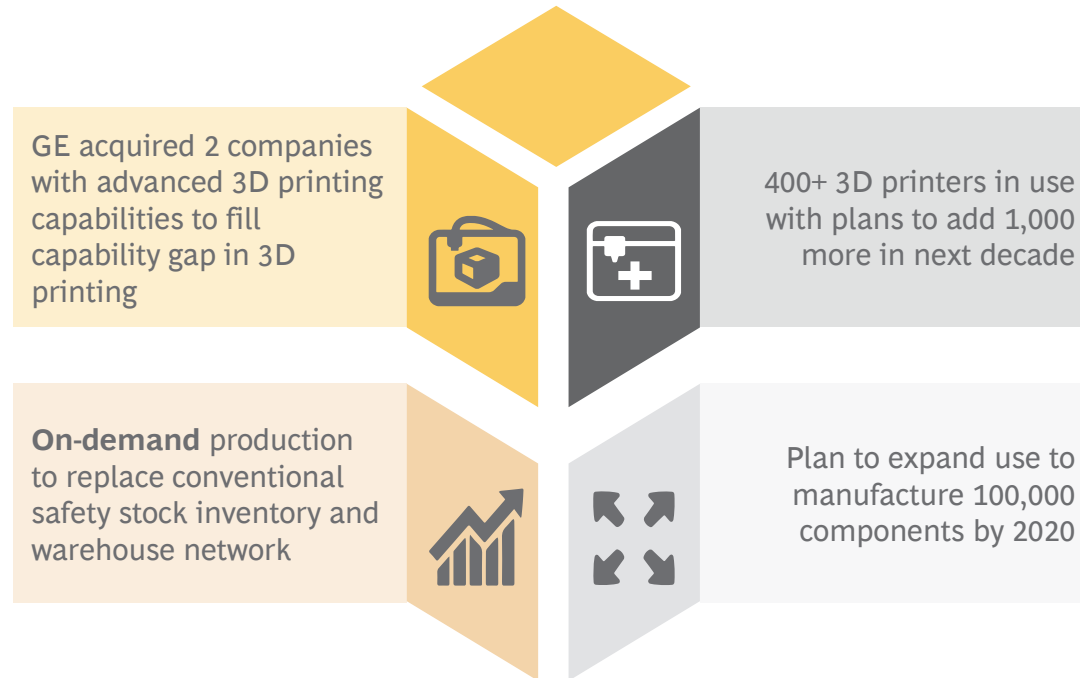 GE acquired 2 companies
with advanced 3D printing
capabilities to fill
capability gap in 3D
printing
400+ 3D printers in use
with plans to add 1,000
more in next decade
On-demand production
to replace conventional
safety stock inventory and
warehouse network
Plan to expand use to
manufacture 100,000
components by 2020